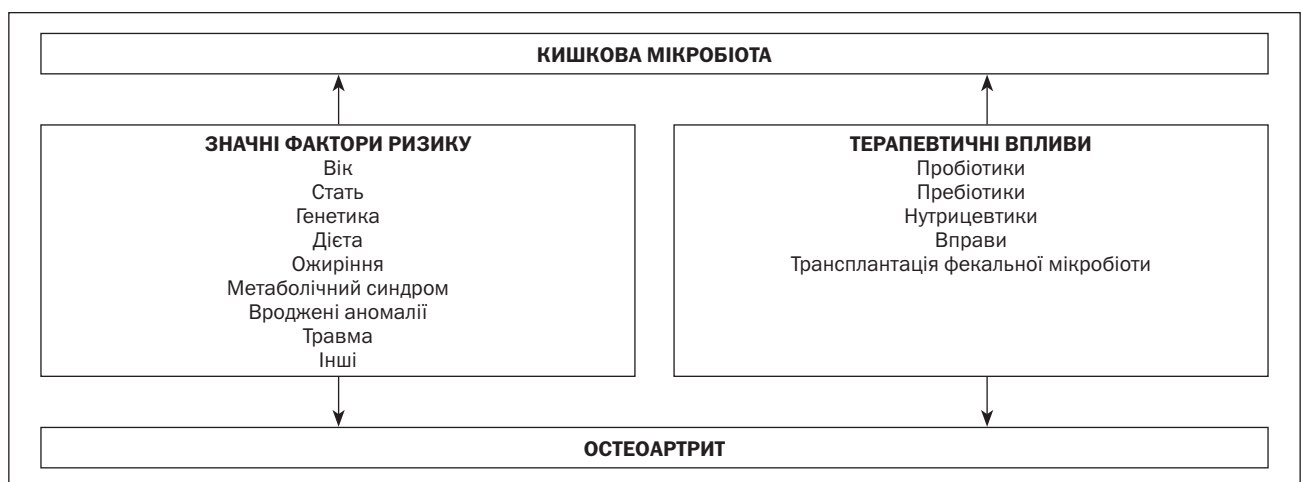 КИШКОВА МІКРОБІОТА
ЗНАЧНІ ФАКТОРИ РИЗИКУ
Вік
Стать
Генетика
Дієта
Ожиріння
Метаболічний синдром
Вроджені аномалії
Травма
Інші
ТЕРАПЕВТИЧНІ ВПЛИВИ
Пробіотики
Пребіотики
Нутрицевтики
Вправи
Трансплантація фекальної мікробіоти
ОСТЕОАРТРИТ